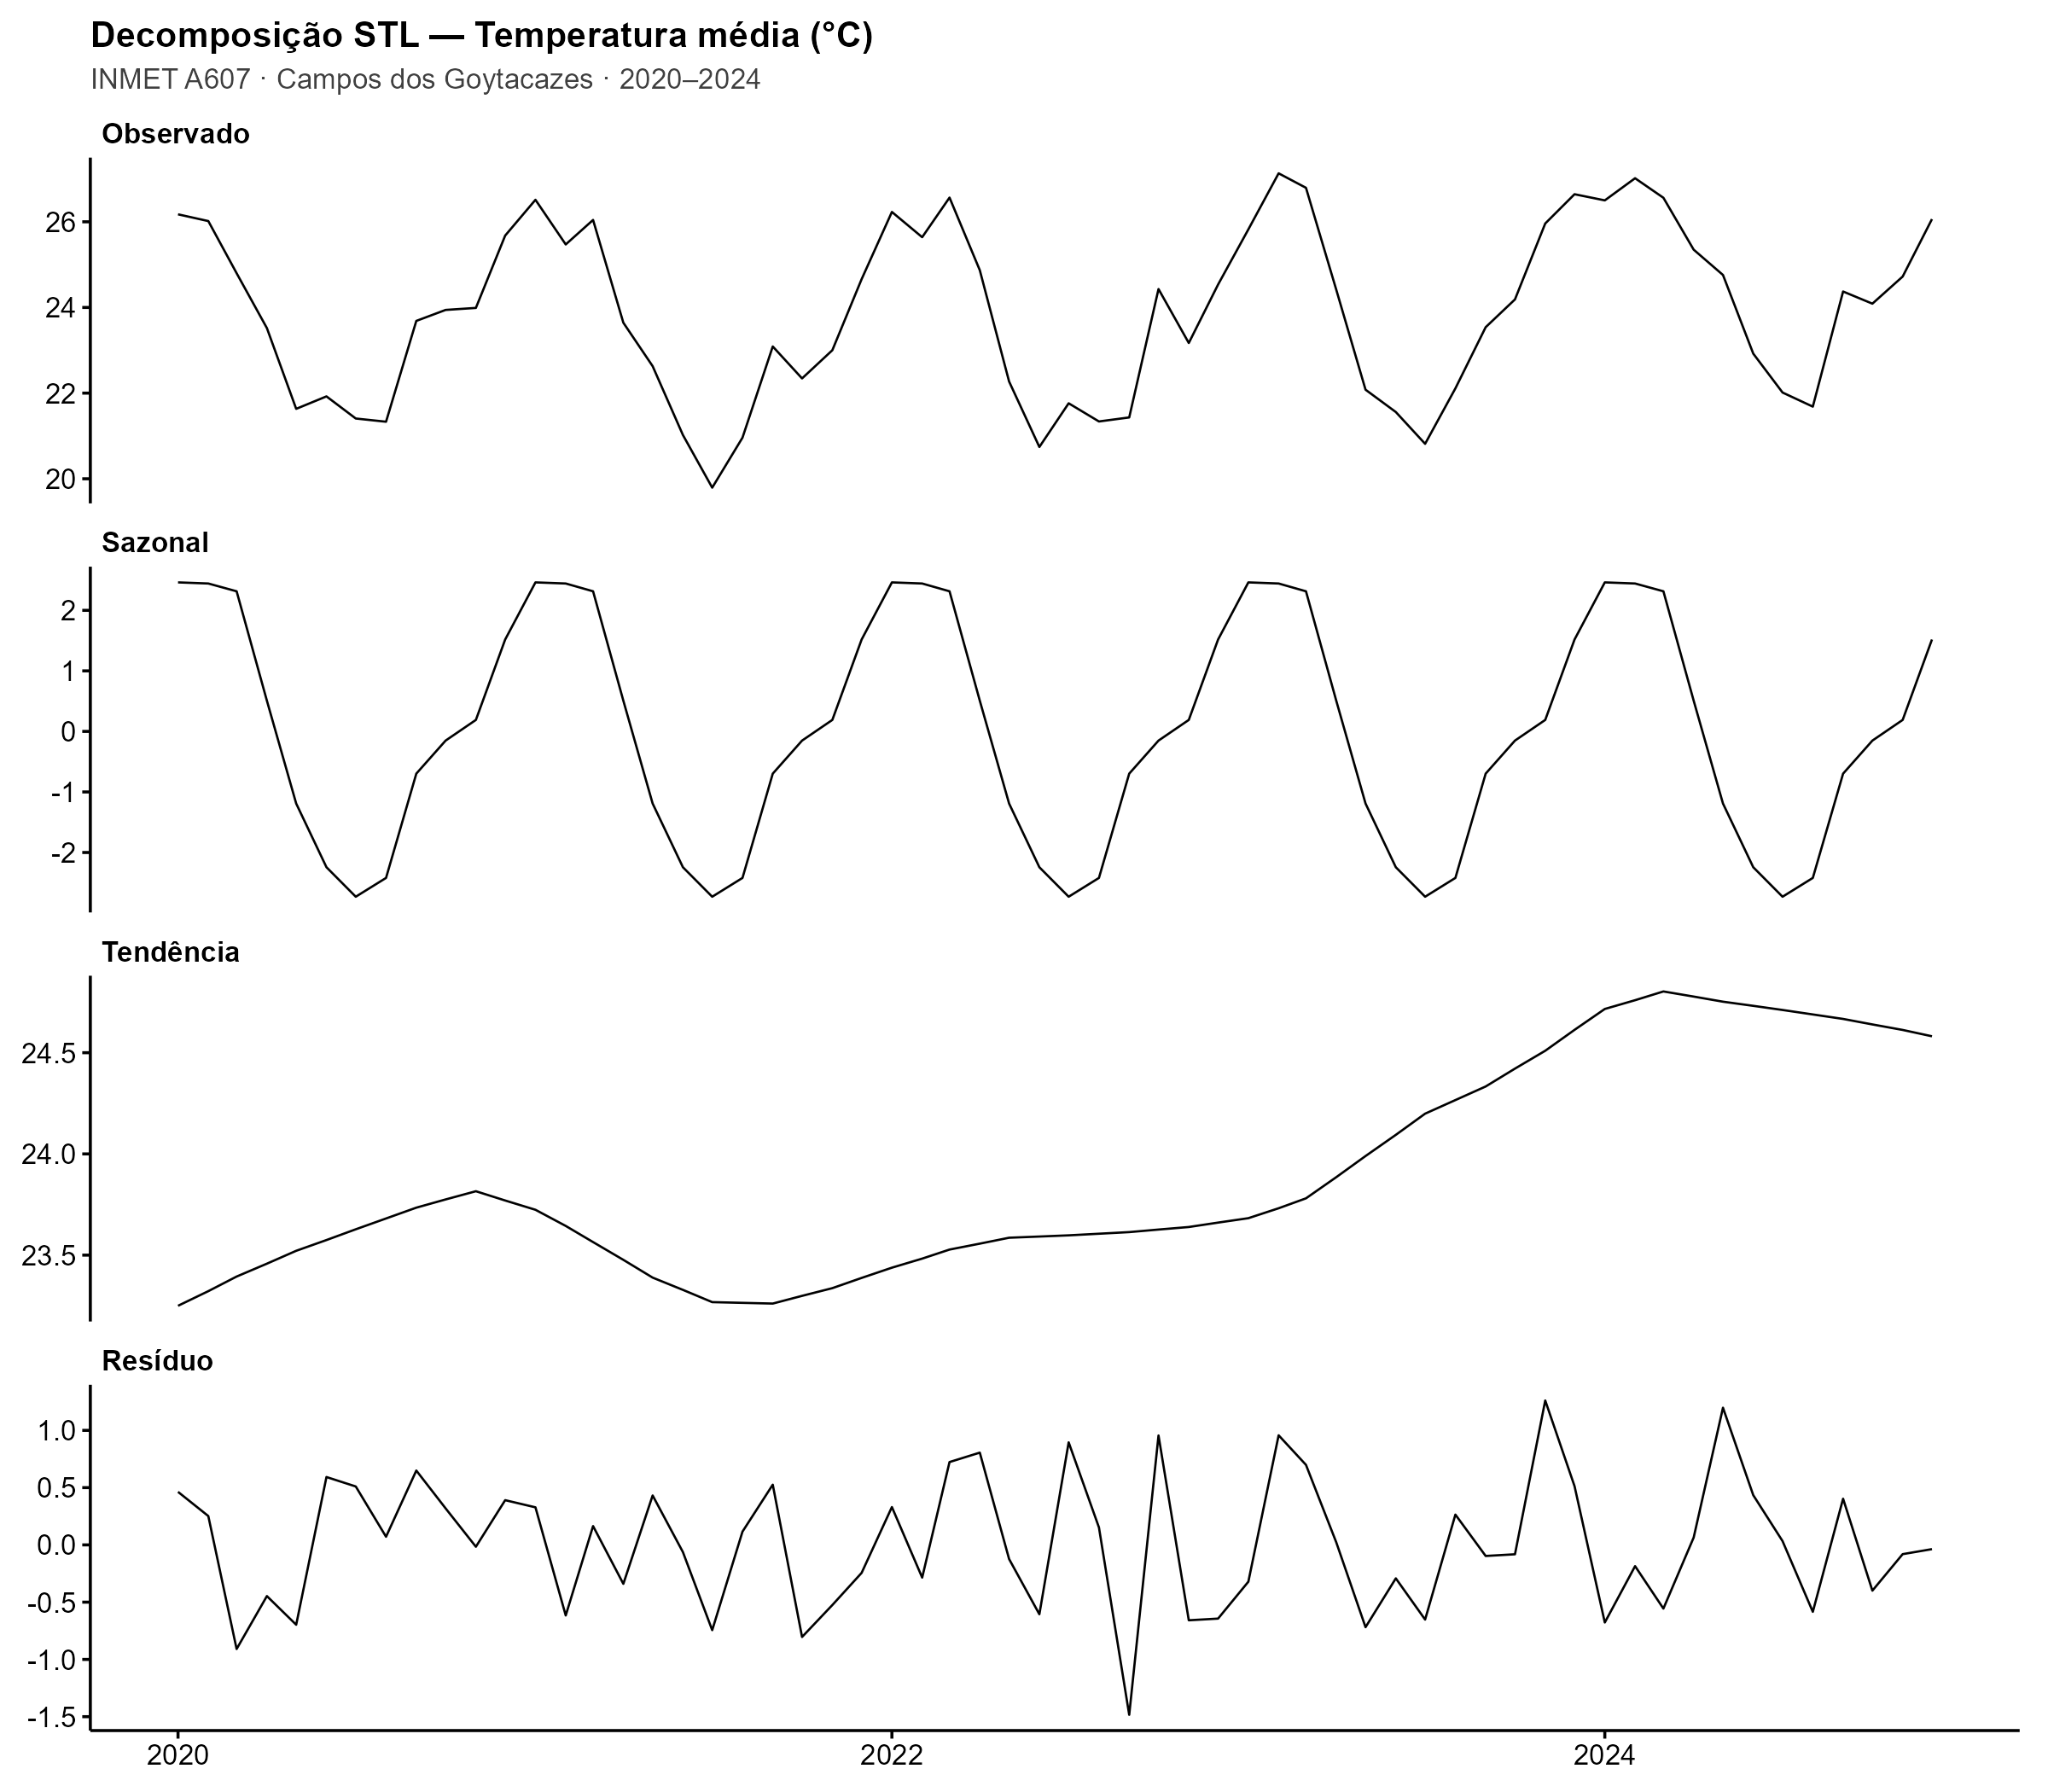 Decomposição STL — Temperatura média (°C)
INMET A607 · Campos dos Goytacazes · 2020–2024
Observado
26
24
22
20
Sazonal
2
1
0
-1
-2
Tendência
24.5
24.0
23.5
Resíduo
1.0
0.5
0.0
-0.5
-1.0
-1.5
2020 2022 2024